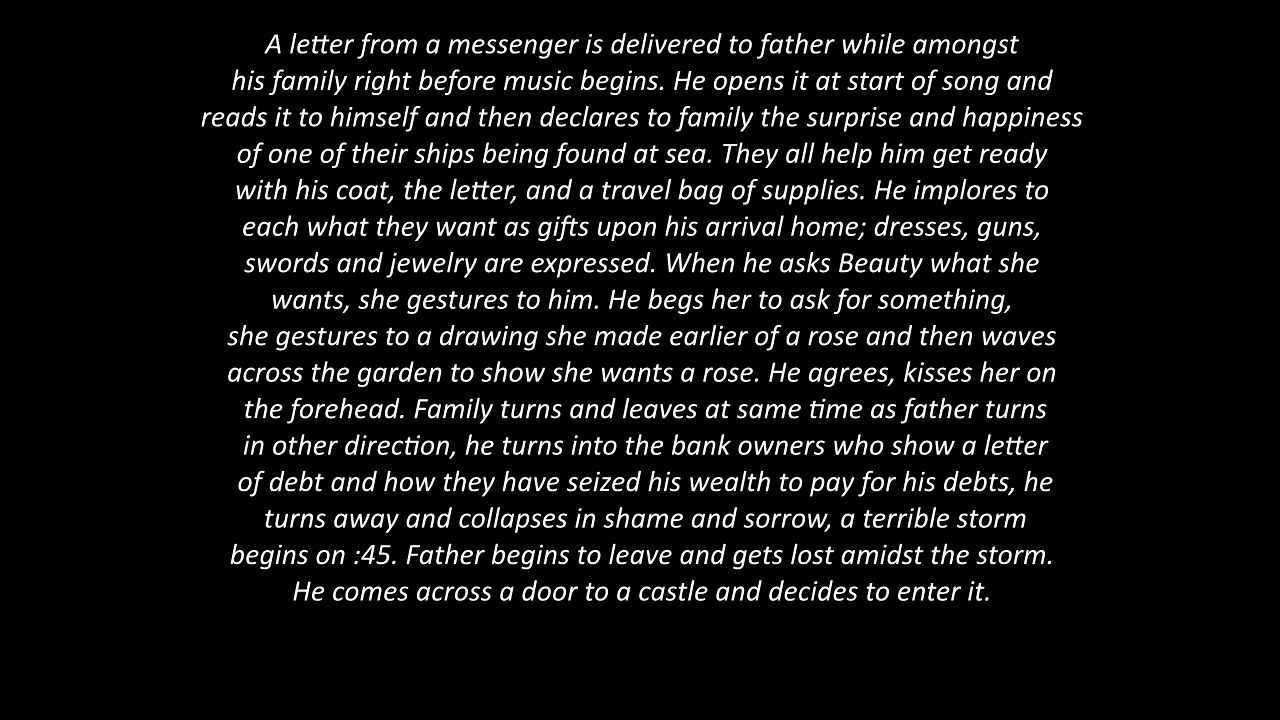 A letter from a messenger is delivered to father while amongst
his family right before music begins. He opens it at start of song and
reads it to himself and then declares to family the surprise and happiness
of one of their ships being found at sea. They all help him get ready
with his coat, the letter, and a travel bag of supplies. He implores to
each what they want as gifts upon his arrival home; dresses, guns,
swords and jewelry are expressed. When he asks Beauty what she
wants, she gestures to him. He begs her to ask for something,
she gestures to a drawing she made earlier of a rose and then waves
across the garden to show she wants a rose. He agrees, kisses her on
the forehead. Family turns and leaves at same time as father turns
in other direction, he turns into the bank owners who show a letter
of debt and how they have seized his wealth to pay for his debts, he
turns away and collapses in shame and sorrow, a terrible storm
begins on :45. Father begins to leave and gets lost amidst the storm.
He comes across a door to a castle and decides to enter it.